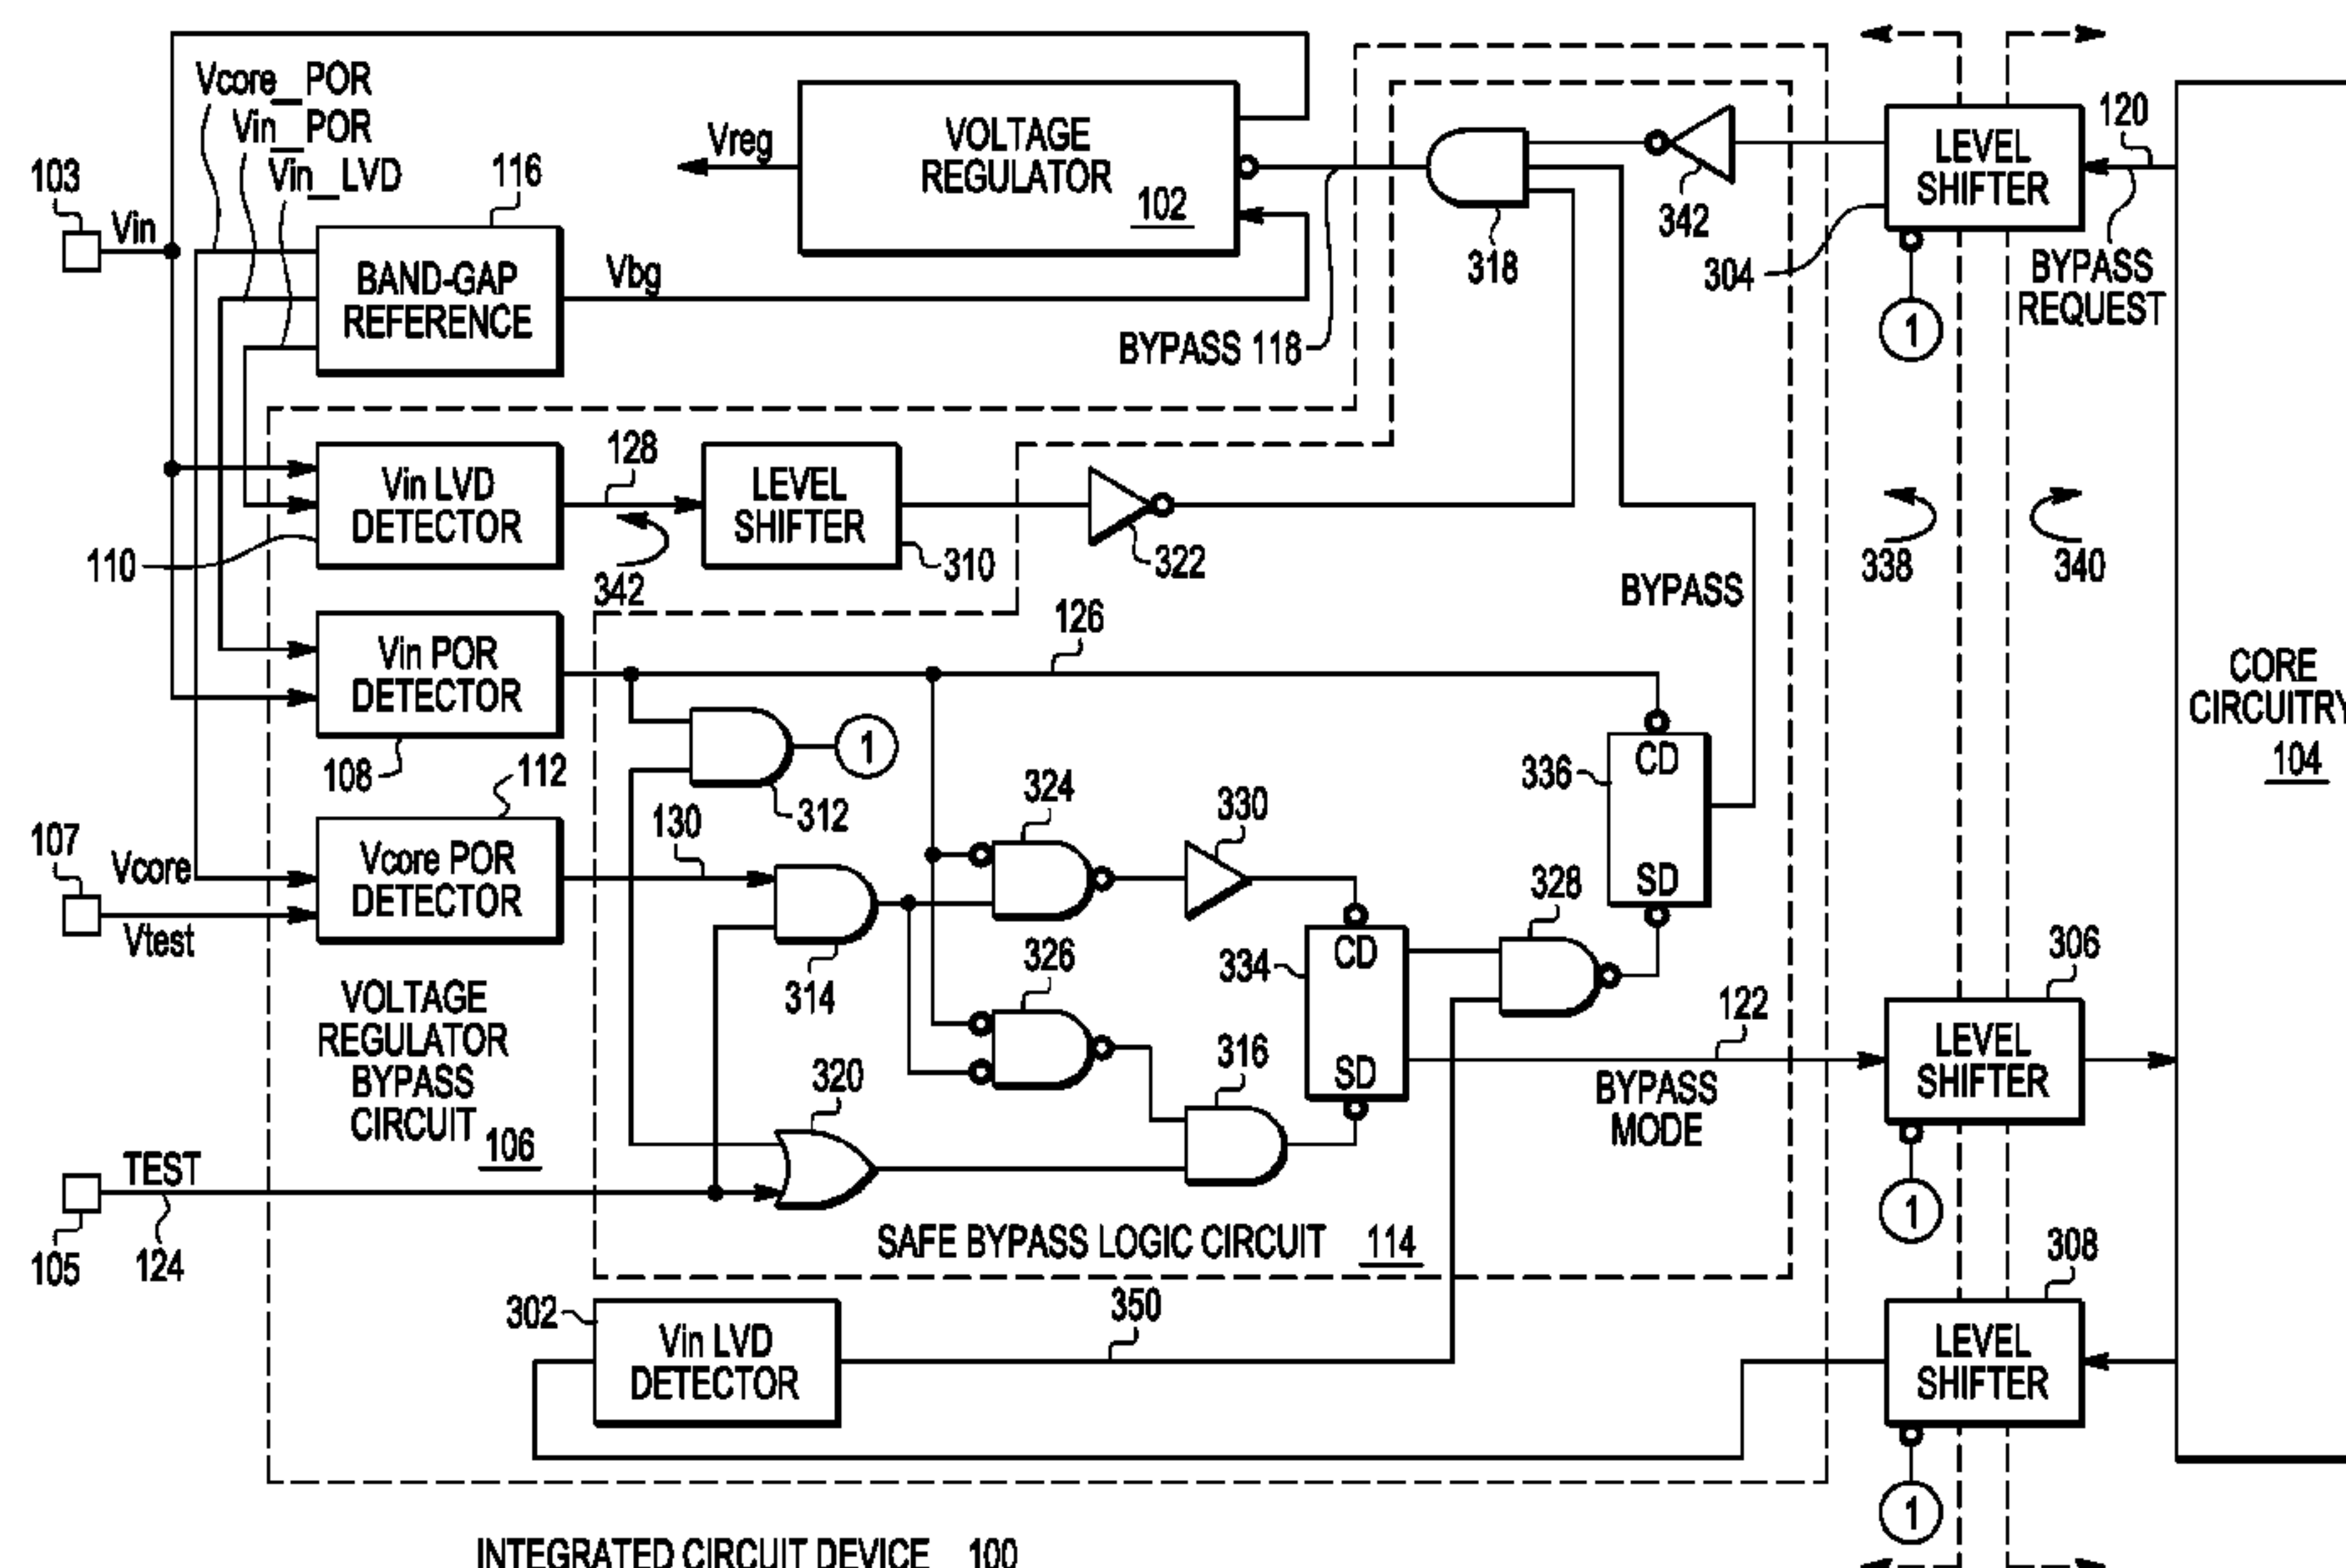 Vcore_POR
Vin_POR
Vin_LVD
103
Vin
116
BAND-GAP
REFERENCE
Vbg
Vreg
VOLTAGE
REGULATOR
102
BYPASS 118
318
342
304
LEVEL
SHIFTER
120
BYPASS
REQUEST
1
Vin LVD
DETECTOR
110
128
342
LEVEL
SHIFTER
310
322
BYPASS
338
340
Vin POR
DETECTOR
108
126
312
1
CORE
CIRCUITRY
104
336
CD
SD
107
Vcore
Vtest
112
Vcore POR
DETECTOR
130
314
324
330
326
334
CD
SD
328
122
BYPASS
MODE
306
LEVEL
SHIFTER
1
VOLTAGE
REGULATOR
BYPASS
CIRCUIT
106
320
316
TEST
105
124
SAFE BYPASS LOGIC CIRCUIT 114
302
Vin LVD
DETECTOR
350
308
LEVEL
SHIFTER
1
INTEGRATED CIRCUIT DEVICE 100